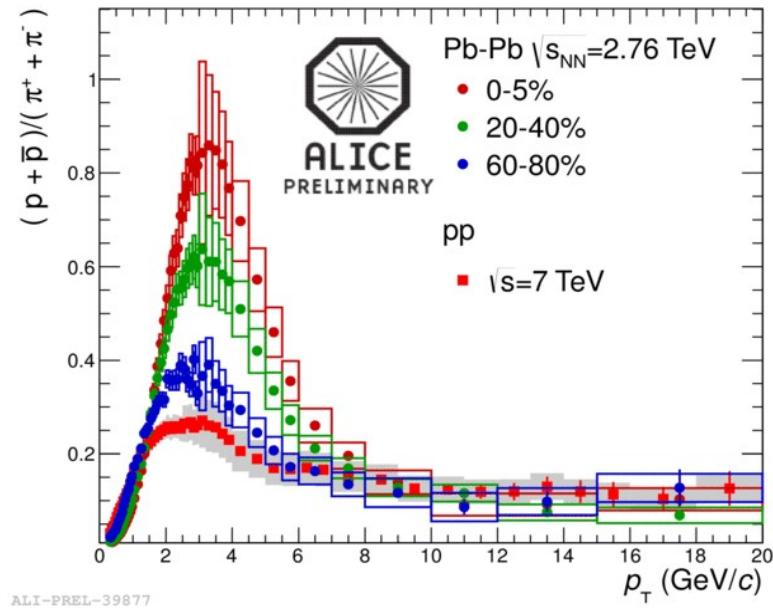 (p + p̅)/(π⁺ + π⁻)
1
0.8
0.6
0.4
0.2
ALICE
PRELIMINARY
Pb-Pb √sNN=2.76 TeV
0-5%
20-40%
60-80%
pp
√s=7 TeV
0 2 4 6 8 10 12 14 16 18 20
pT (GeV/c)
ALI-PREL-39877